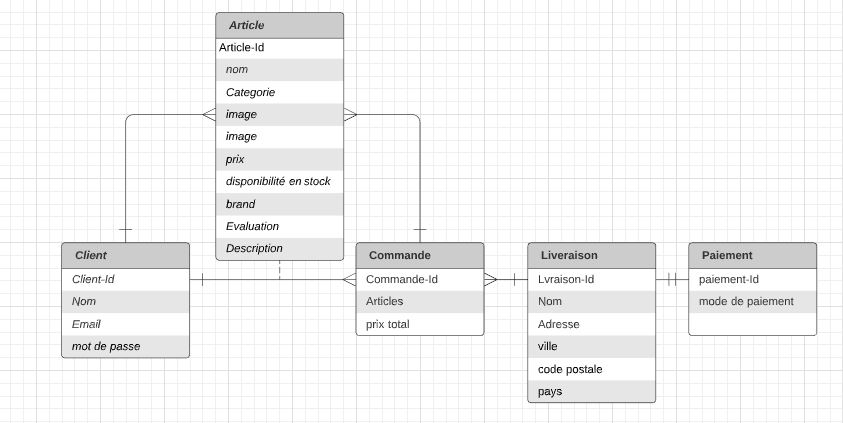 Article
Article-Id
nom
Categorie
image
image
prix
disponibilité en stock
brand
Evaluation
Description
Client
Client-Id
Nom
Email
mot de passe
Commande
Commande-Id
Articles
prix total
Liveraison
Lvraison-Id
Nom
Adresse
ville
code postale
pays
Paiement
paiement-Id
mode de paiement